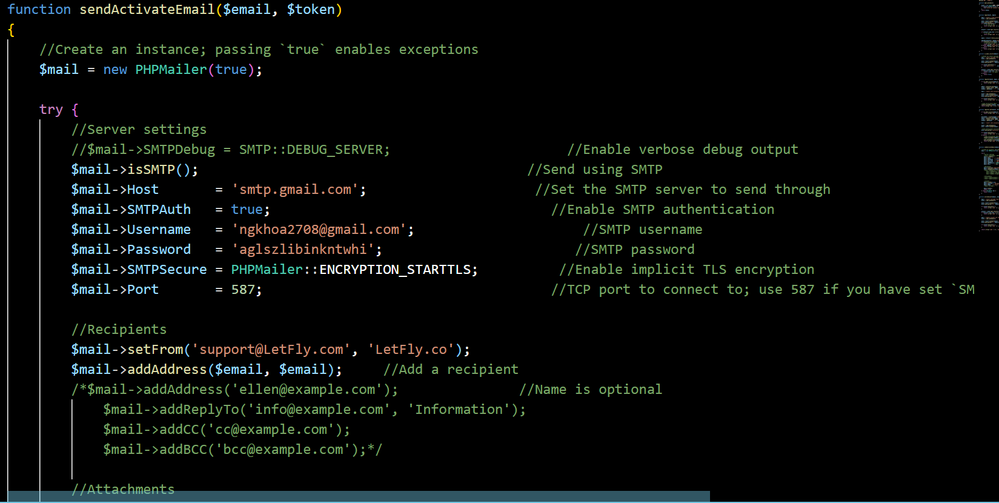 function sendActivateEmail($email, $token)
{
//Create an instance; passing `true` enables exceptions
$mail = new PHPMailer(true);
try {
//Server settings
//$mail->SMTPDebug = SMTP::DEBUG_SERVER; //Enable verbose debug output
$mail->isSMTP(); //Send using SMTP
$mail->Host = 'smtp.gmail.com'; //Set the SMTP server to send through
$mail->SMTPAuth = true; //Enable SMTP authentication
$mail->Username = 'ngkhoa2708@gmail.com'; //SMTP username
$mail->Password = 'aglszlibinkntwhi'; //SMTP password
$mail->SMTPSecure = PHPMailer::ENCRYPTION_STARTTLS; //Enable implicit TLS encryption
$mail->Port = 587; //TCP port to connect to; use 587 if you have set `SM
//Recipients
$mail->setFrom('support@LetFly.com', 'LetFly.co');
$mail->addAddress($email, $email); //Add a recipient
/*$mail->addAddress('ellen@example.com'); //Name is optional
$mail->addReplyTo('info@example.com', 'Information');
$mail->addCC('cc@example.com');
$mail->addBCC('bcc@example.com');*/
//Attachments